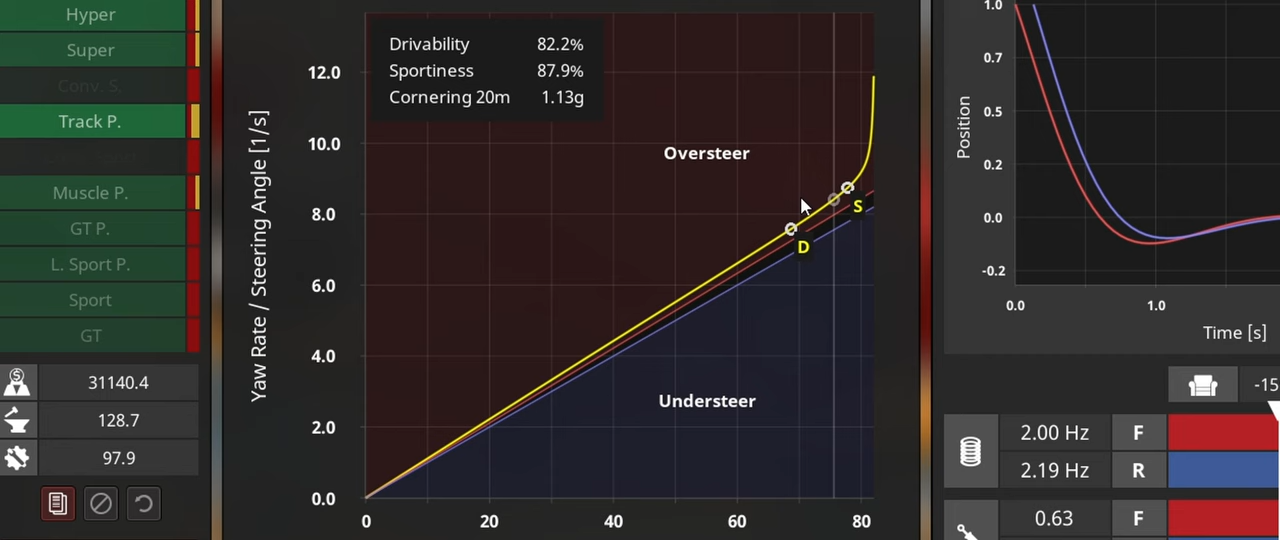 Hyper
Super
Conv. S.
Track P.
Muscle P.
GT P.
L. Sport P.
Sport
GT
31140.4
128.7
97.9
Yaw Rate / Steering Angle [1/s]
12.0
10.0
8.0
6.0
4.0
2.0
0.0
Drivability 82.2%
Sportiness 87.9%
Cornering 20m 1.13g
Oversteer
S
D
Understeer
0 20 40 60 80
Position
1.0
0.7
0.5
0.2
0.0
-0.2
0.0 1.0
Time [s]
-15
2.00 Hz F
2.19 Hz R
0.63 F